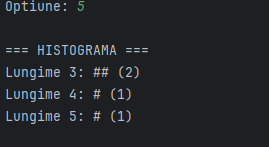 Optiune: 5
=== HISTOGRAMA ===
Lungime 3: ## (2)
Lungime 4: # (1)
Lungime 5: # (1)